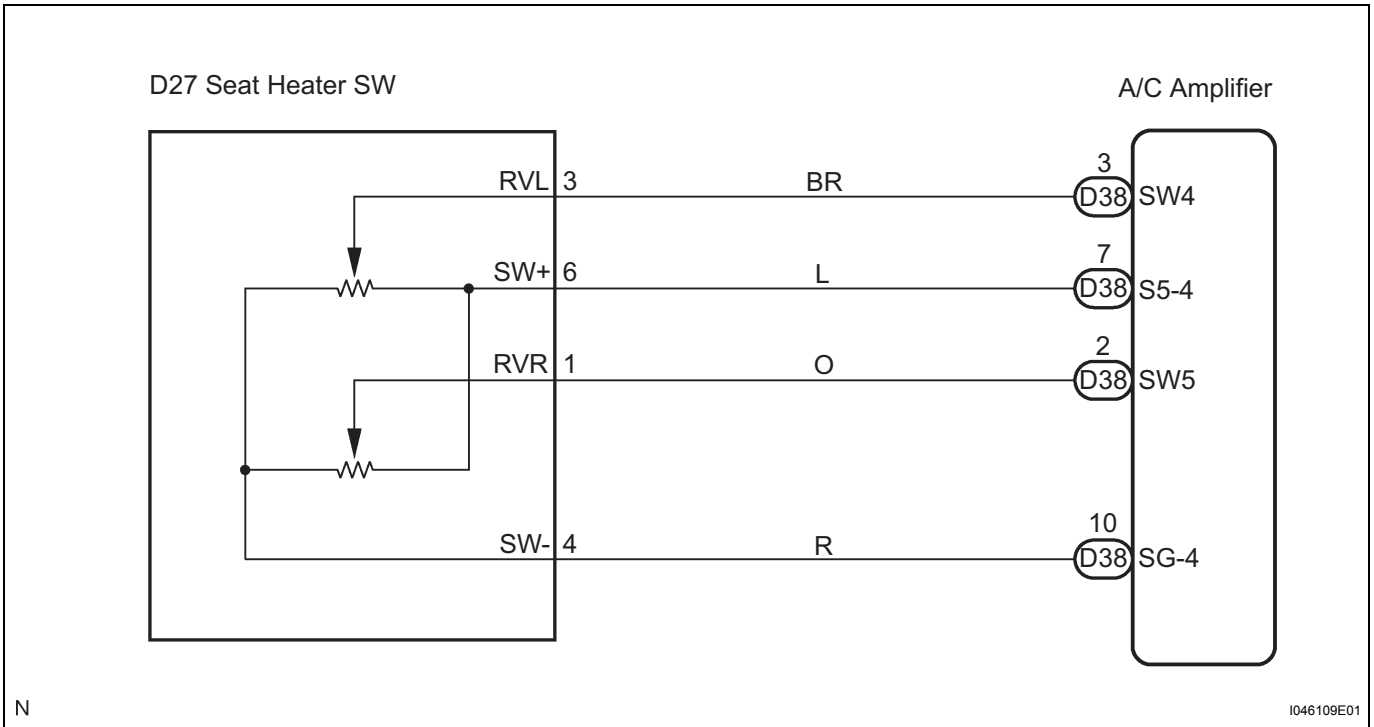 D27 Seat Heater SW
A/C Amplifier
RVL 3 BR 3 D38 SW4
SW+ 6 L 7 D38 S5-4
RVR 1 O 2 D38 SW5
SW- 4 R 10 D38 SG-4
N
I046109E01